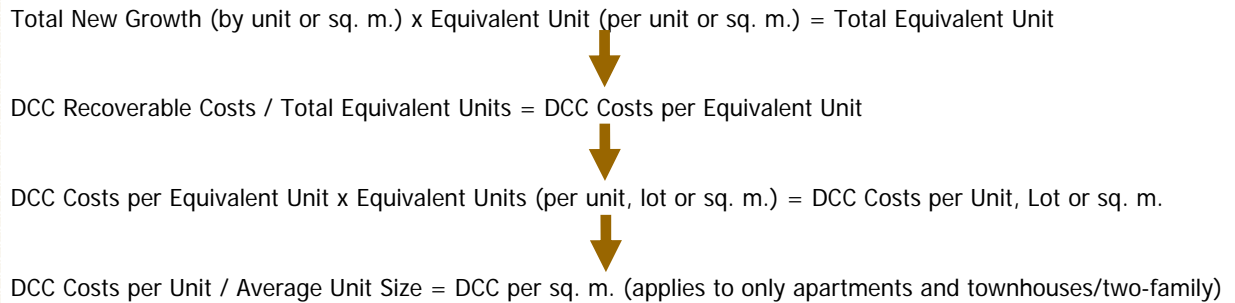 Total New Growth (by unit or sq. m.) x Equivalent Unit (per unit or sq. m.) = Total Equivalent Unit
DCC Recoverable Costs / Total Equivalent Units = DCC Costs per Equivalent Unit
DCC Costs per Equivalent Unit x Equivalent Units (per unit, lot or sq. m.) = DCC Costs per Unit, Lot or sq. m.
DCC Costs per Unit / Average Unit Size = DCC per sq. m. (applies to only apartments and townhouses/two-family)